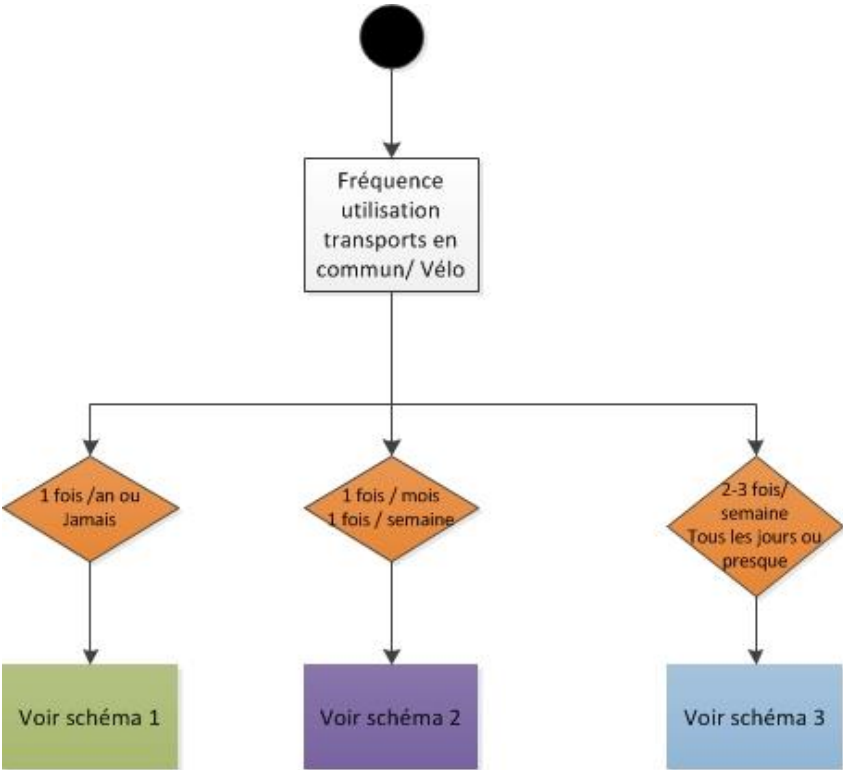 Fréquence
utilisation
transports en
commun/ Vélo
1 fois /an ou
Jamais
1 fois / mois
1 fois / semaine
2-3 fois/
semaine
Tous les jours ou
presque
Voir schéma 1
Voir schéma 2
Voir schéma 3